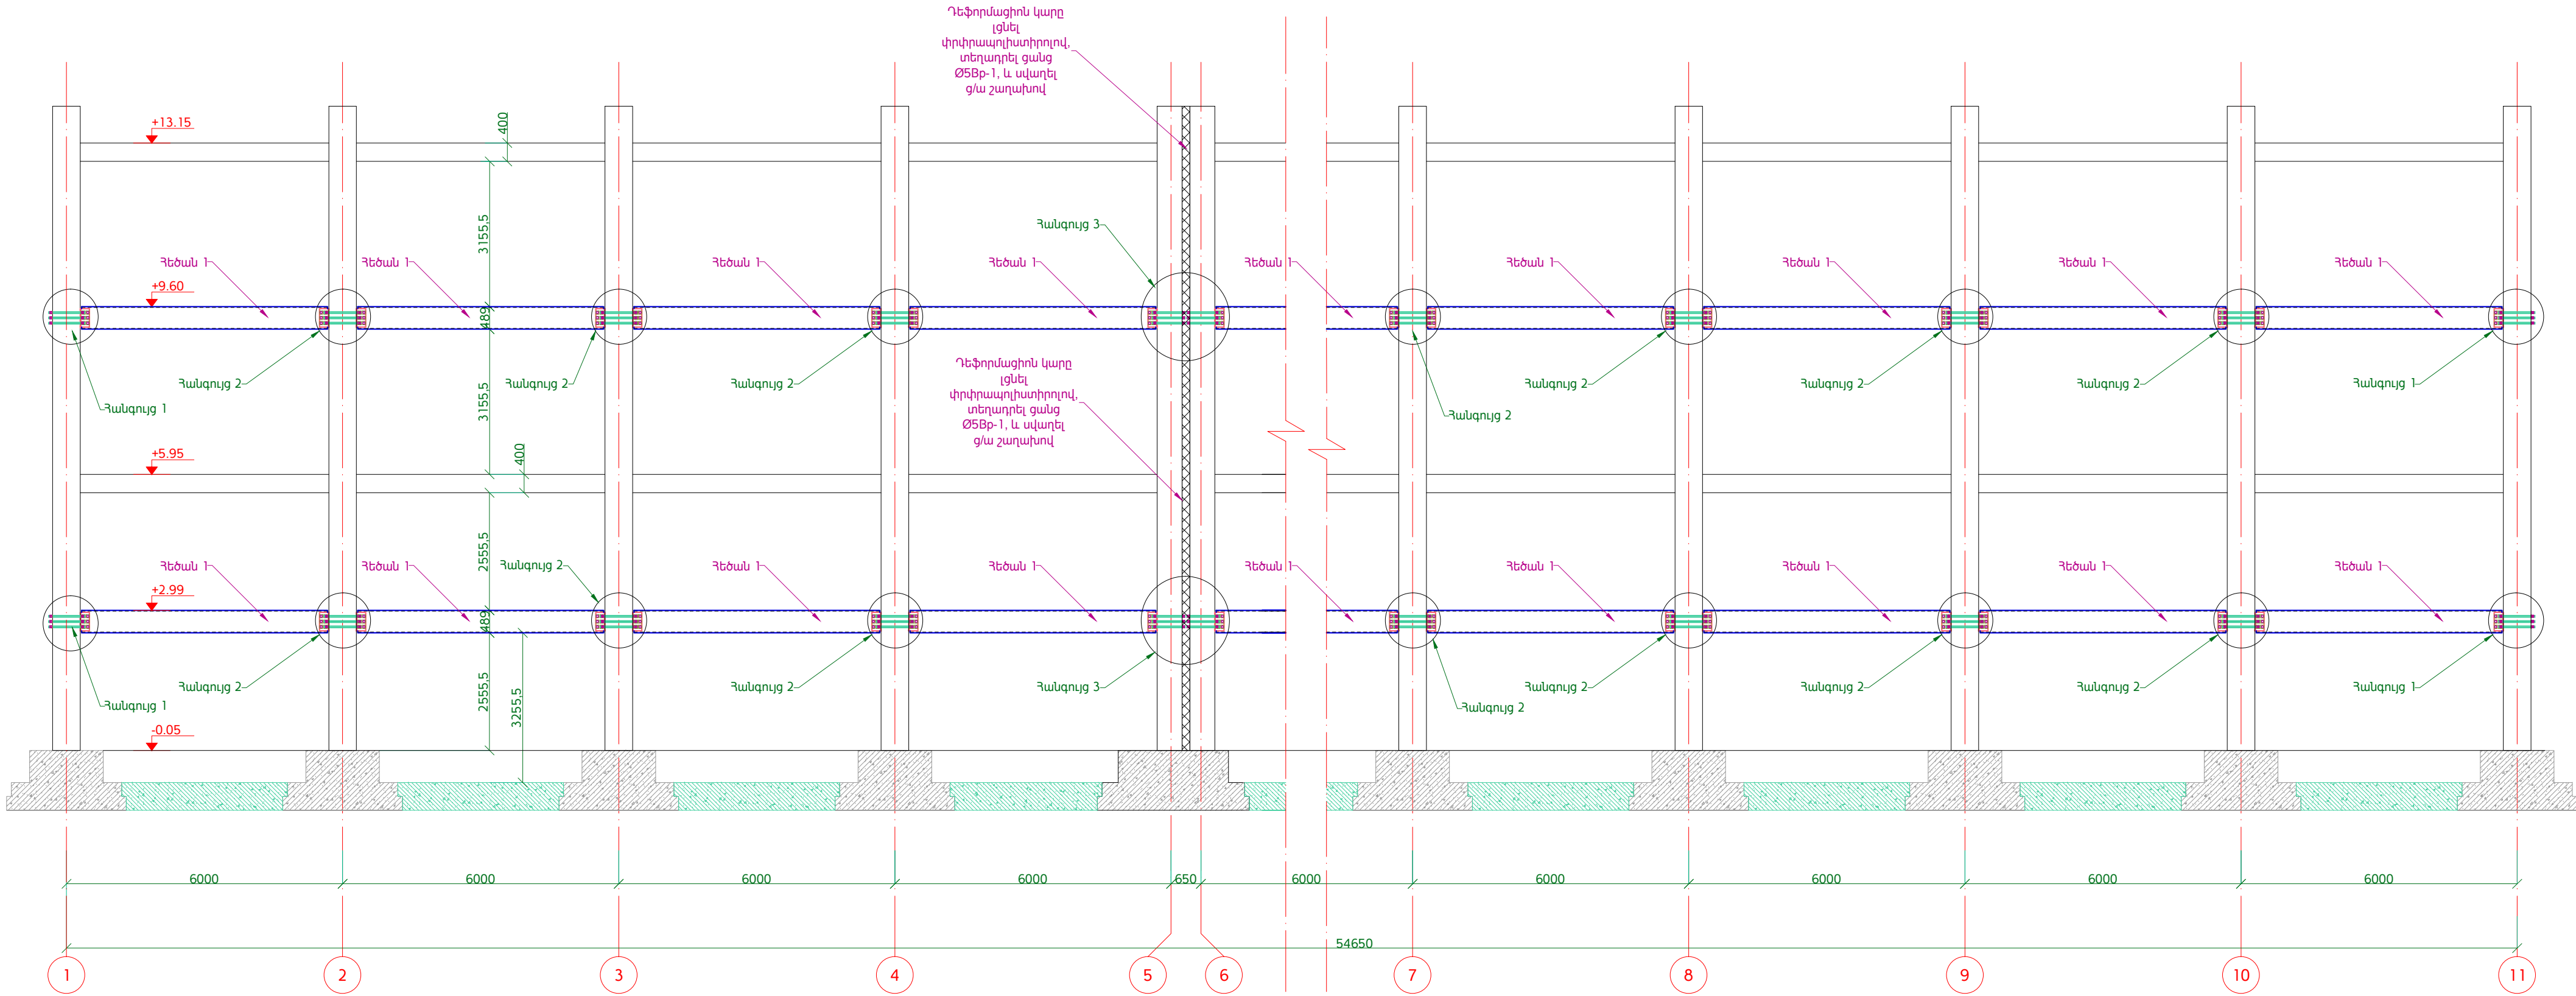 Դեֆորմացիոն կարը
լցնել
փրփրապոլիստիրոլով,
տեղադրել ցանց
Ø5Вр-1, և սվաղել
ց/ա շաղախով
+13.15
400
3155,5
Հանգույց 3
Հեծան 1
Հեծան 1
Հեծան 1
Հեծան 1
Հեծան 1
Հեծան 1
Հեծան 1
Հեծան 1
Հեծան 1
+9.60
489
Դեֆորմացիոն կարը
լցնել
փրփրապոլիստիրոլով,
տեղադրել ցանց
Ø5Вр-1, և սվաղել
ց/ա շաղախով
Հանգույց 1
Հանգույց 2
Հանգույց 2
Հանգույց 2
Հանգույց 2
Հանգույց 2
Հանգույց 2
Հանգույց 2
Հանգույց 1
3155,5
+5.95
400
2555,5
Հեծան 1
Հեծան 1
Հանգույց 2
Հեծան 1
Հեծան 1
Հեծան 1
Հեծան 1
Հեծան 1
Հեծան 1
Հեծան 1
+2.99
489
Հանգույց 1
Հանգույց 2
Հանգույց 2
Հանգույց 3
Հանգույց 2
Հանգույց 2
Հանգույց 2
Հանգույց 2
Հանգույց 1
2555,5
3255,5
-0.05
6000
6000
6000
6000
650
6000
6000
6000
6000
6000
54650
1
2
3
4
5
6
7
8
9
10
11